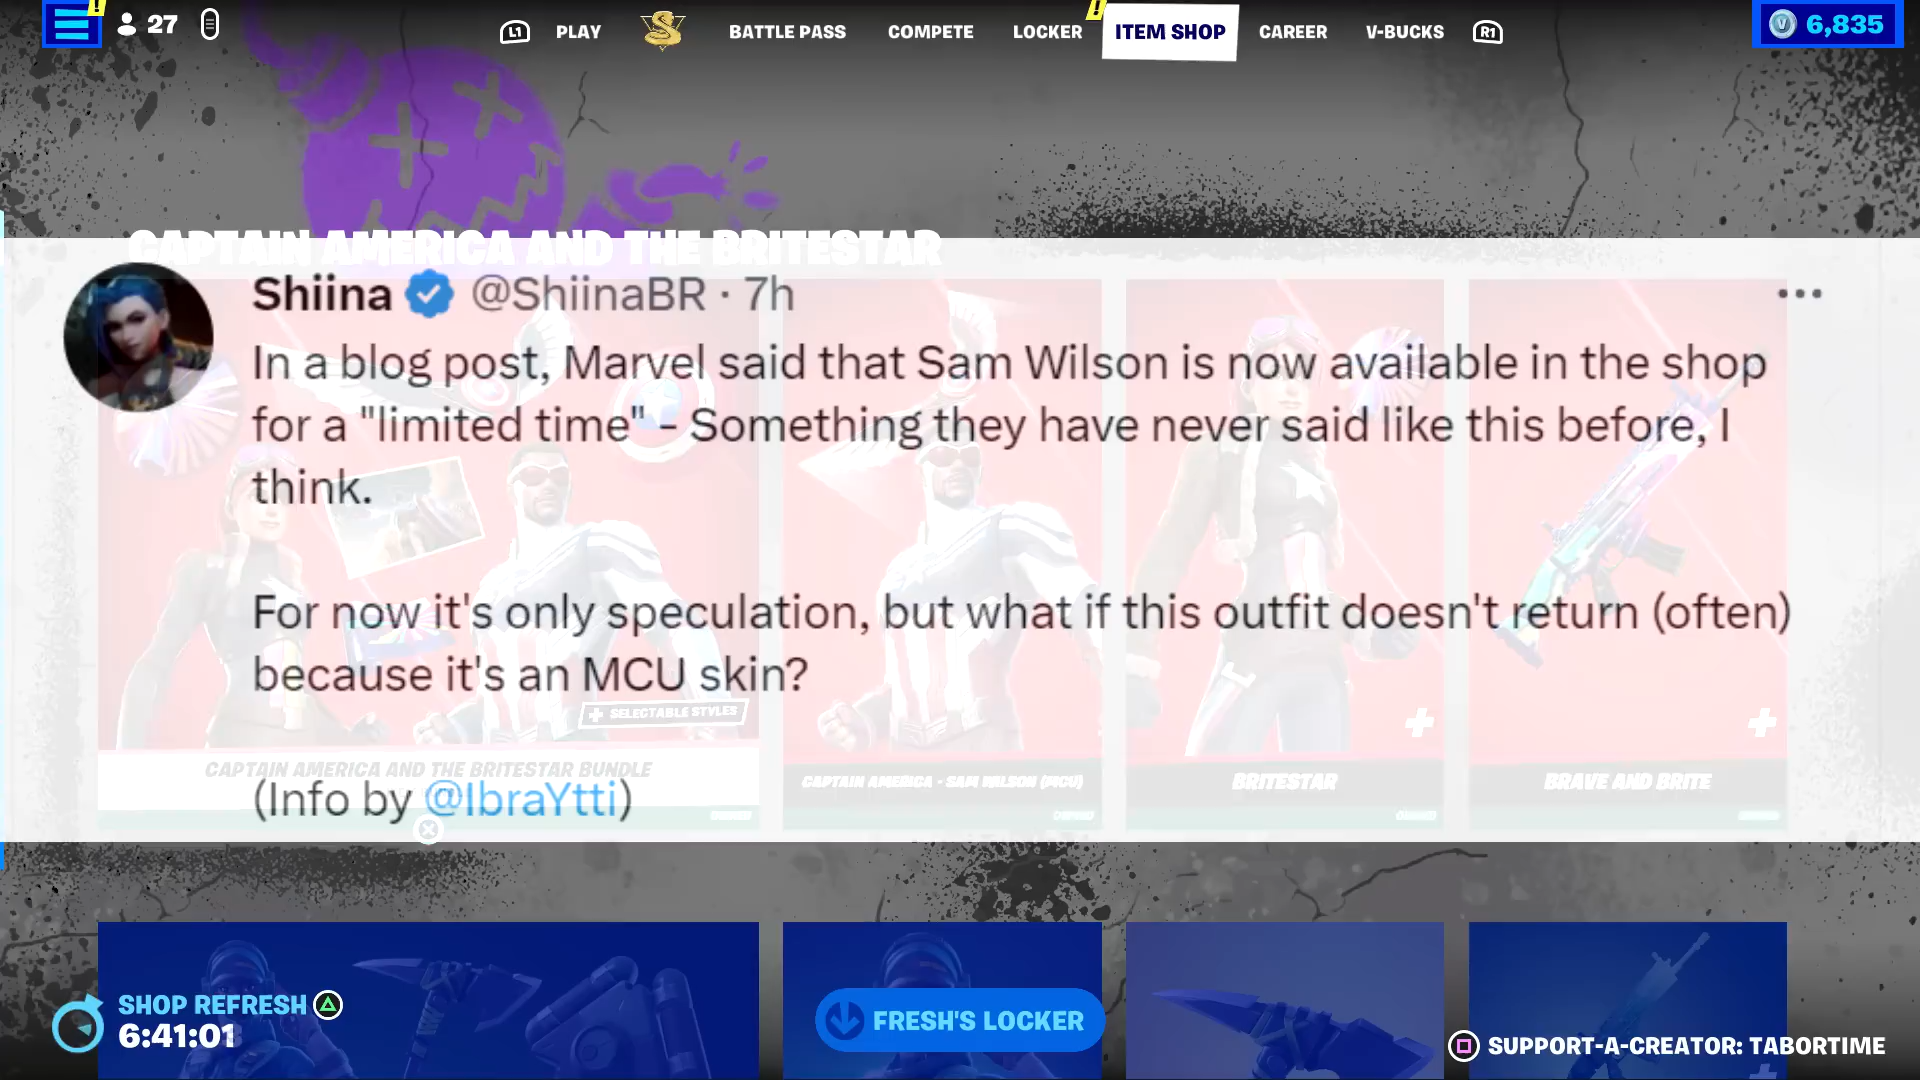 27
L1 PLAY BATTLE PASS COMPETE LOCKER ITEM SHOP CAREER V-BUCKS R1
6,835
CAPTAIN AMERICA AND THE BRITESTAR
Shiina @ShiinaBR · 7h
In a blog post, Marvel said that Sam Wilson is now available in the shop
for a "limited time" - Something they have never said like this before, I
think.
For now it's only speculation, but what if this outfit doesn't return (often)
because it's an MCU skin?
+ SELECTABLE STYLES
CAPTAIN AMERICA AND THE BRITESTAR BUNDLE
CAPTAIN AMERICA - SAM WILSON (MCU)
BRITESTAR
BRAVE AND BRITE
(Info by @IbraYtti)
SHOP REFRESH
6:41:01
FRESH'S LOCKER
SUPPORT-A-CREATOR: TABORTIME